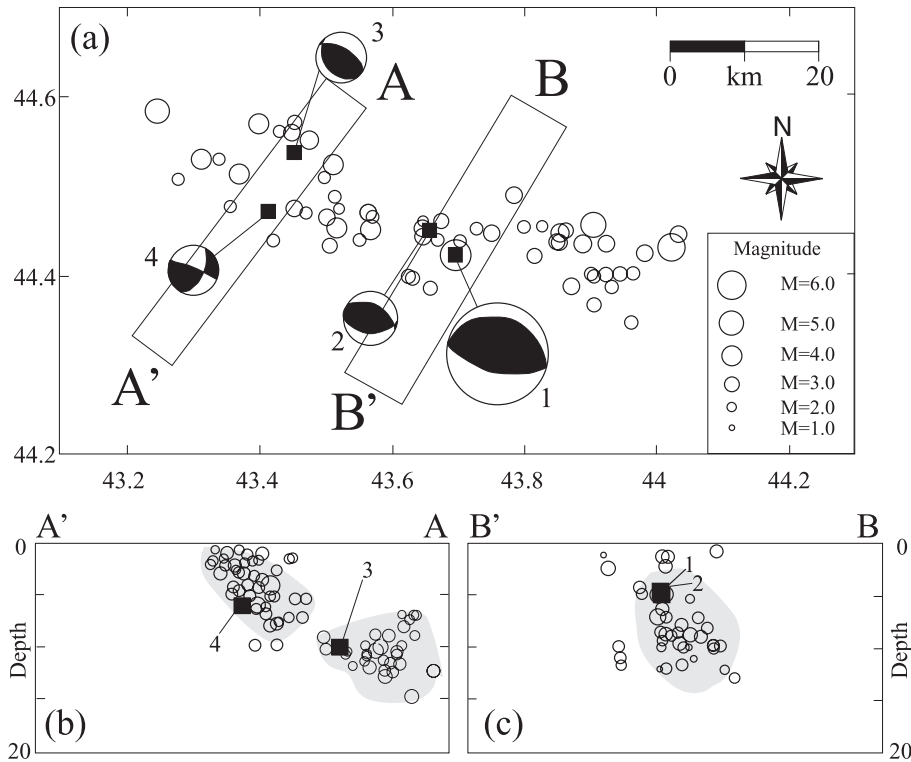 (a)
3
A
B
0 km 20
N
44.6
44.4
44.2
4
2
1
A’
B’
Magnitude
M=6.0
M=5.0
M=4.0
M=3.0
M=2.0
M=1.0
43.2 43.4 43.6 43.8 44 44.2
A’ A B’ B
0
Depth
20
3
4
(b)
1
2
(c)
0
Depth
20